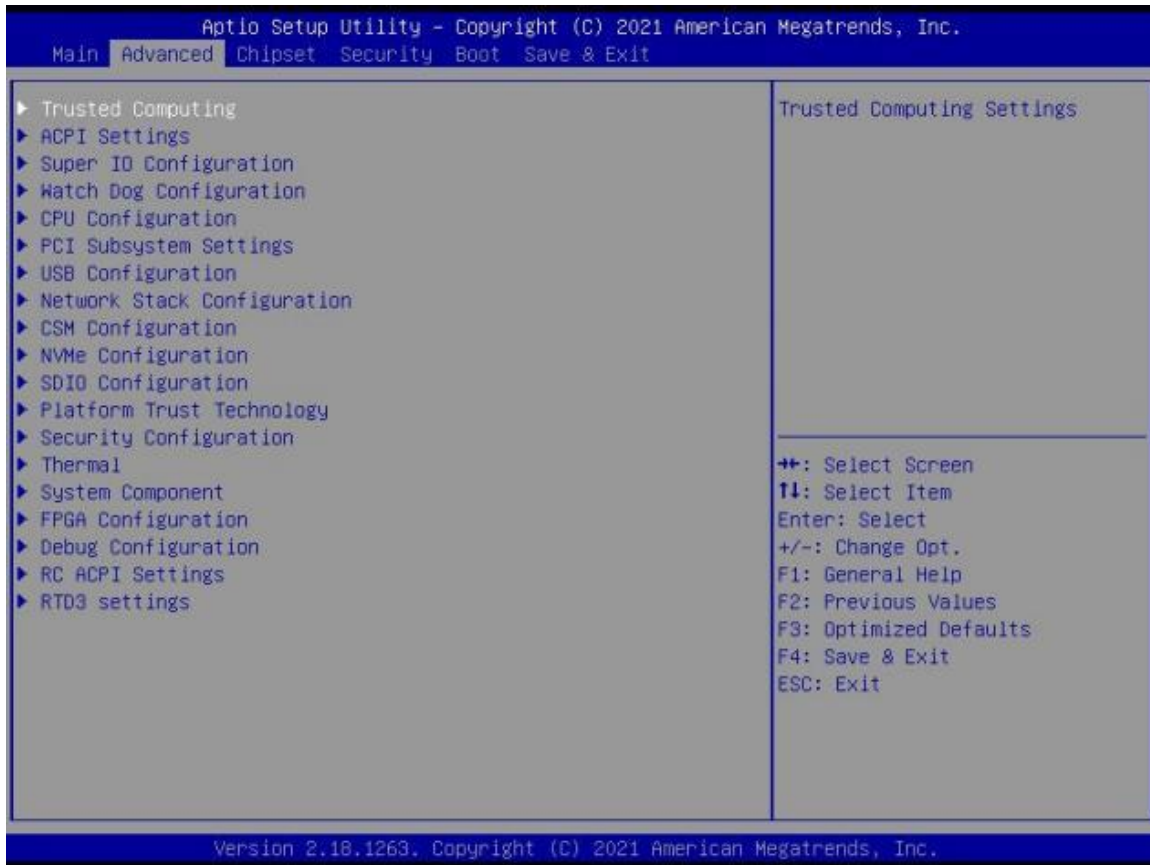 Aptio Setup Utility – Copyright (C) 2021 American Megatrends, Inc.
Main Advanced Chipset Security Boot Save & Exit
▶ Trusted Computing
▶ ACPI Settings
▶ Super IO Configuration
▶ Watch Dog Configuration
▶ CPU Configuration
▶ PCI Subsystem Settings
▶ USB Configuration
▶ Network Stack Configuration
▶ CSM Configuration
▶ NVMe Configuration
▶ SDIO Configuration
▶ Platform Trust Technology
▶ Security Configuration
▶ Thermal
▶ System Component
▶ FPGA Configuration
▶ Debug Configuration
▶ RC ACPI Settings
▶ RTD3 settings
Trusted Computing Settings
→←: Select Screen
↑↓: Select Item
Enter: Select
+/-: Change Opt.
F1: General Help
F2: Previous Values
F3: Optimized Defaults
F4: Save & Exit
ESC: Exit
Version 2.18.1263. Copyright (C) 2021 American Megatrends, Inc.